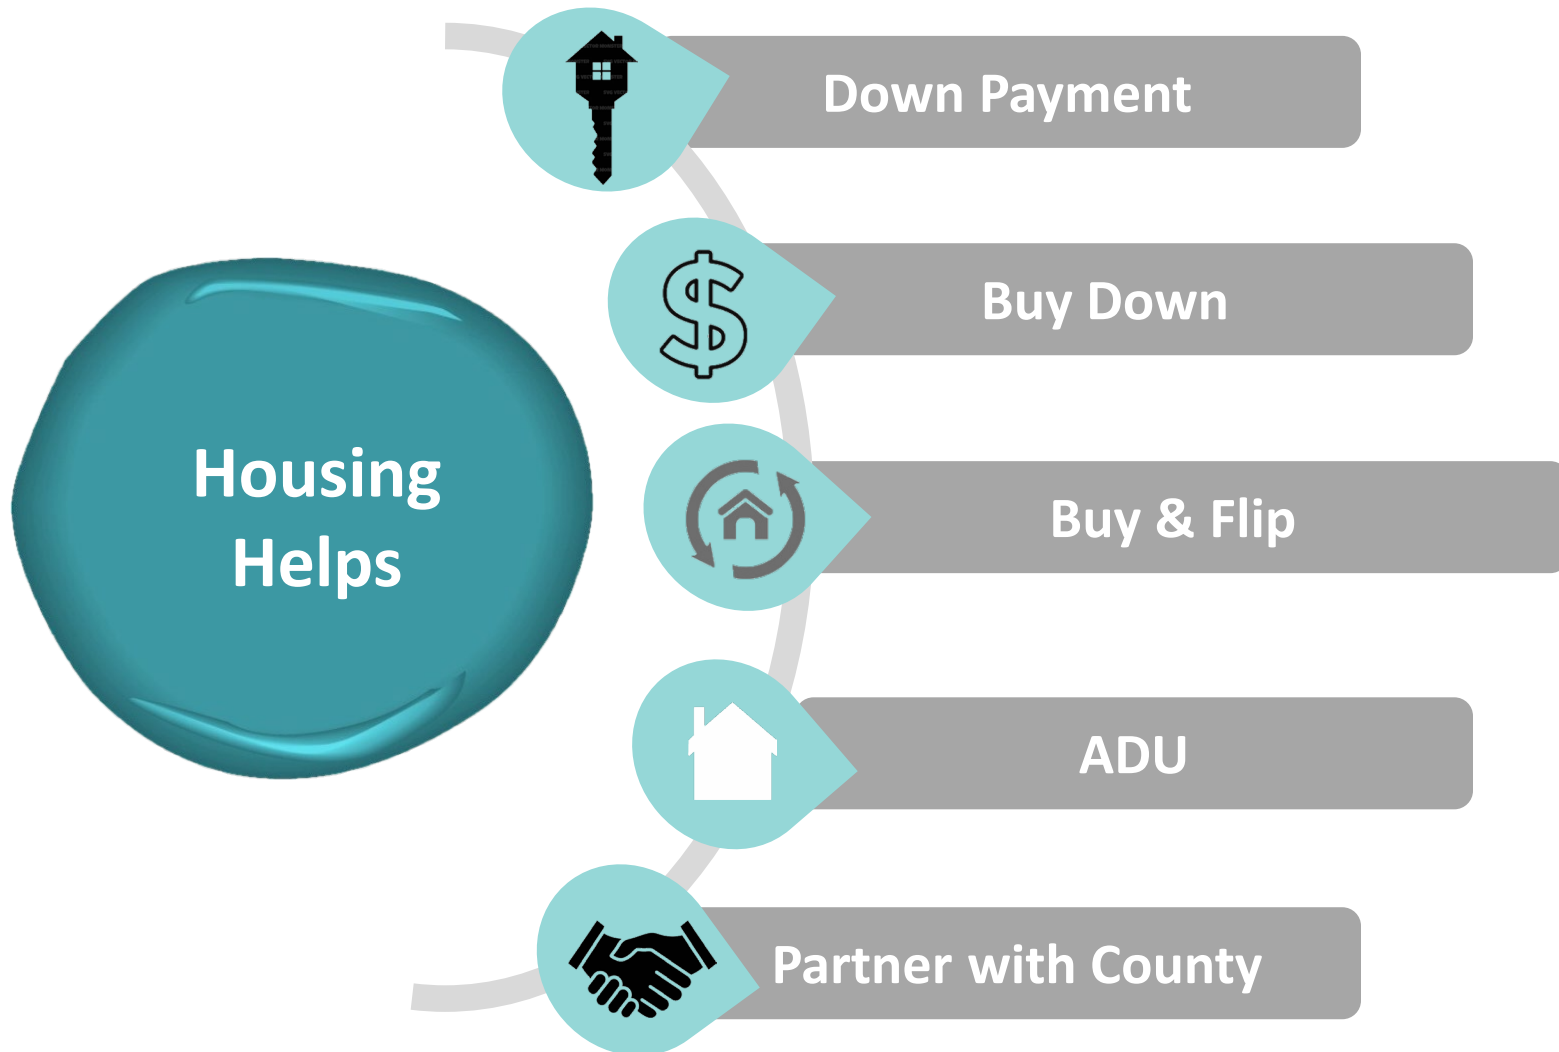 Housing
Helps
Down Payment
Buy Down
Buy & Flip
ADU
Partner with County